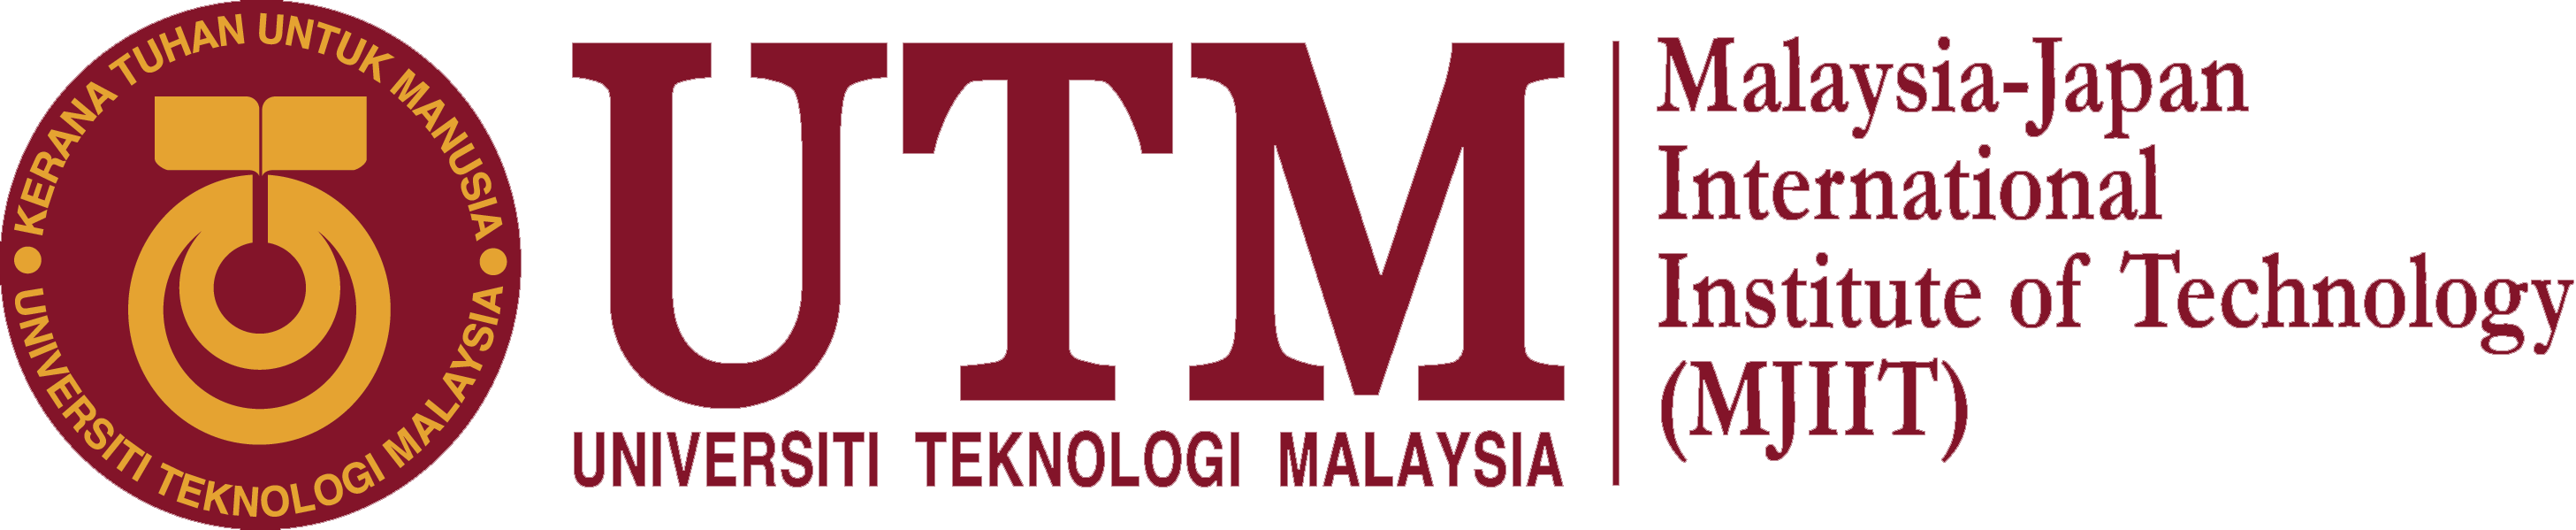 KERANA TUHAN UNTUK MANUSIA
UNIVERSITI TEKNOLOGI MALAYSIA
UTM
UNIVERSITI TEKNOLOGI MALAYSIA
Malaysia-Japan
International
Institute of Technology
(MJIIT)